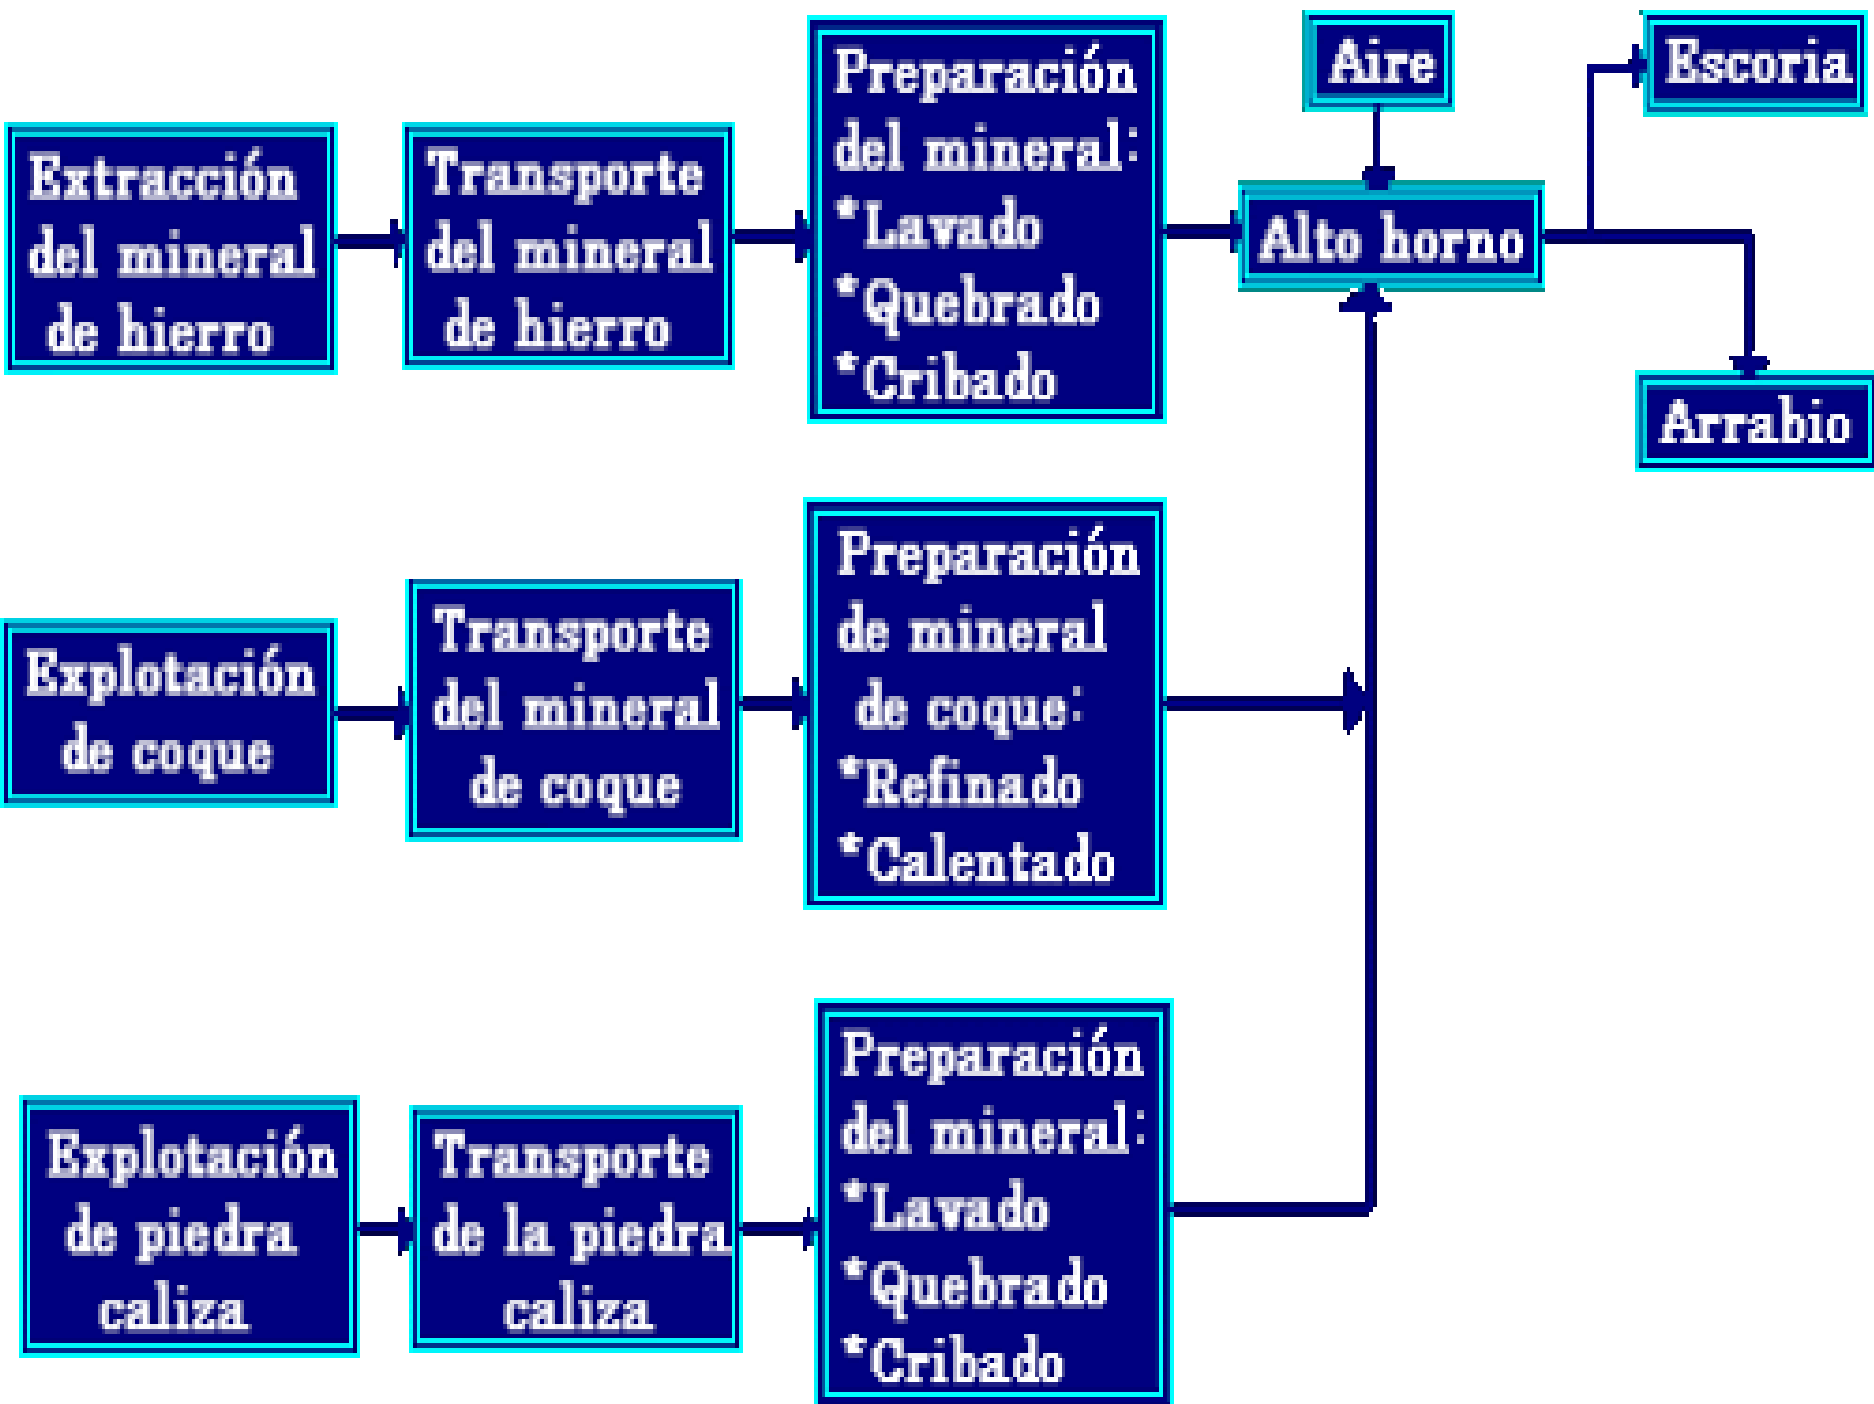 Extracción
del mineral
de hierro
Transporte
del mineral
de hierro
Preparación
del mineral:
*Lavado
*Quebrado
*Cribado
Aire
Alto horno
Escoria
Arrabio
Explotación
de coque
Transporte
del mineral
de coque
Preparación
de mineral
de coque:
*Refinado
*Calentado
Explotación
de piedra
caliza
Transporte
de la piedra
caliza
Preparación
del mineral:
*Lavado
*Quebrado
*Cribado